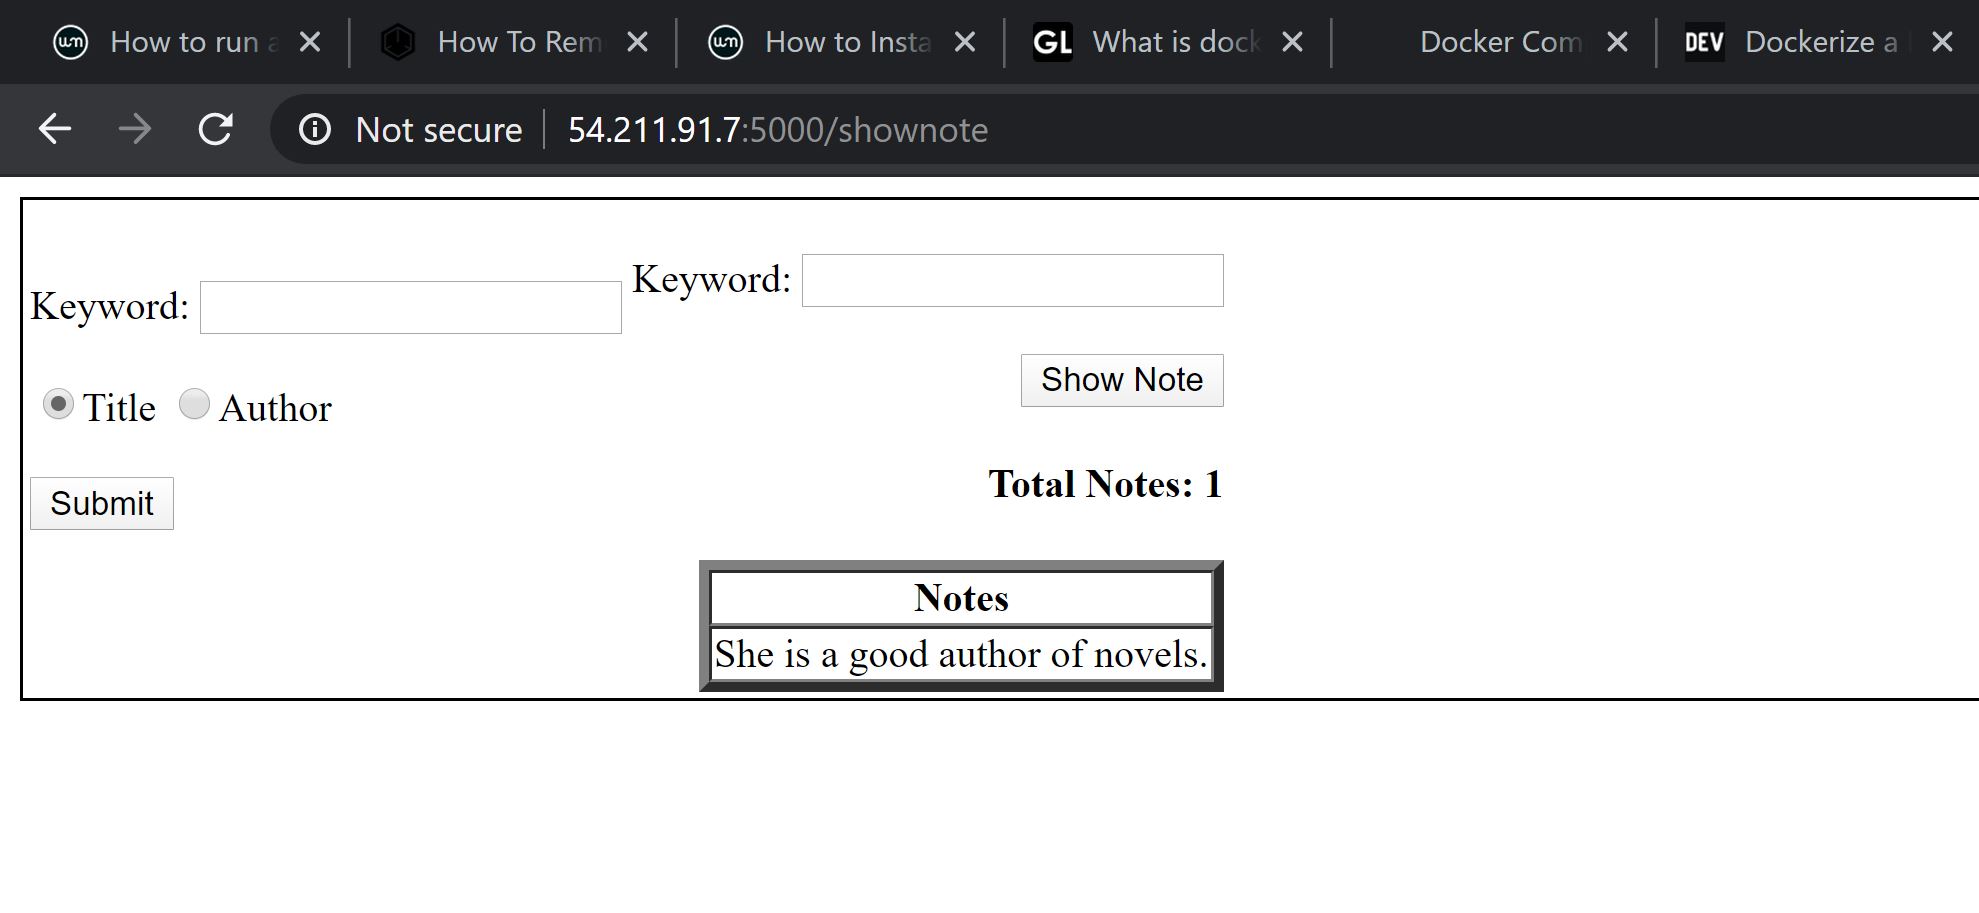 How to run a
How To Rem
How to Insta
GL What is dock
Docker Com
DEV Dockerize a
Not secure 54.211.91.7:5000/shownote
Keyword:
Keyword:
Show Note
Title Author
Total Notes: 1
Submit
Notes
She is a good author of novels.